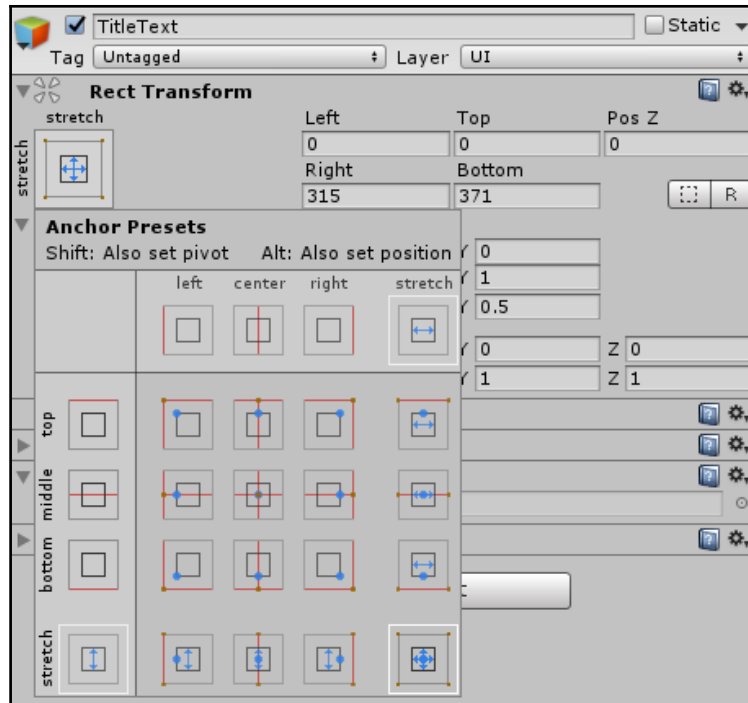 TitleText Static
Tag Untagged Layer UI
Rect Transform
stretch Left Top Pos Z
stretch 0 0 0
Right Bottom
315 371 R
Anchor Presets
Shift: Also set pivot Alt: Also set position Y 0
left center right stretch Y 1
Y 0.5
Y 0 Z 0
Y 1 Z 1
top
middle
bottom
stretch